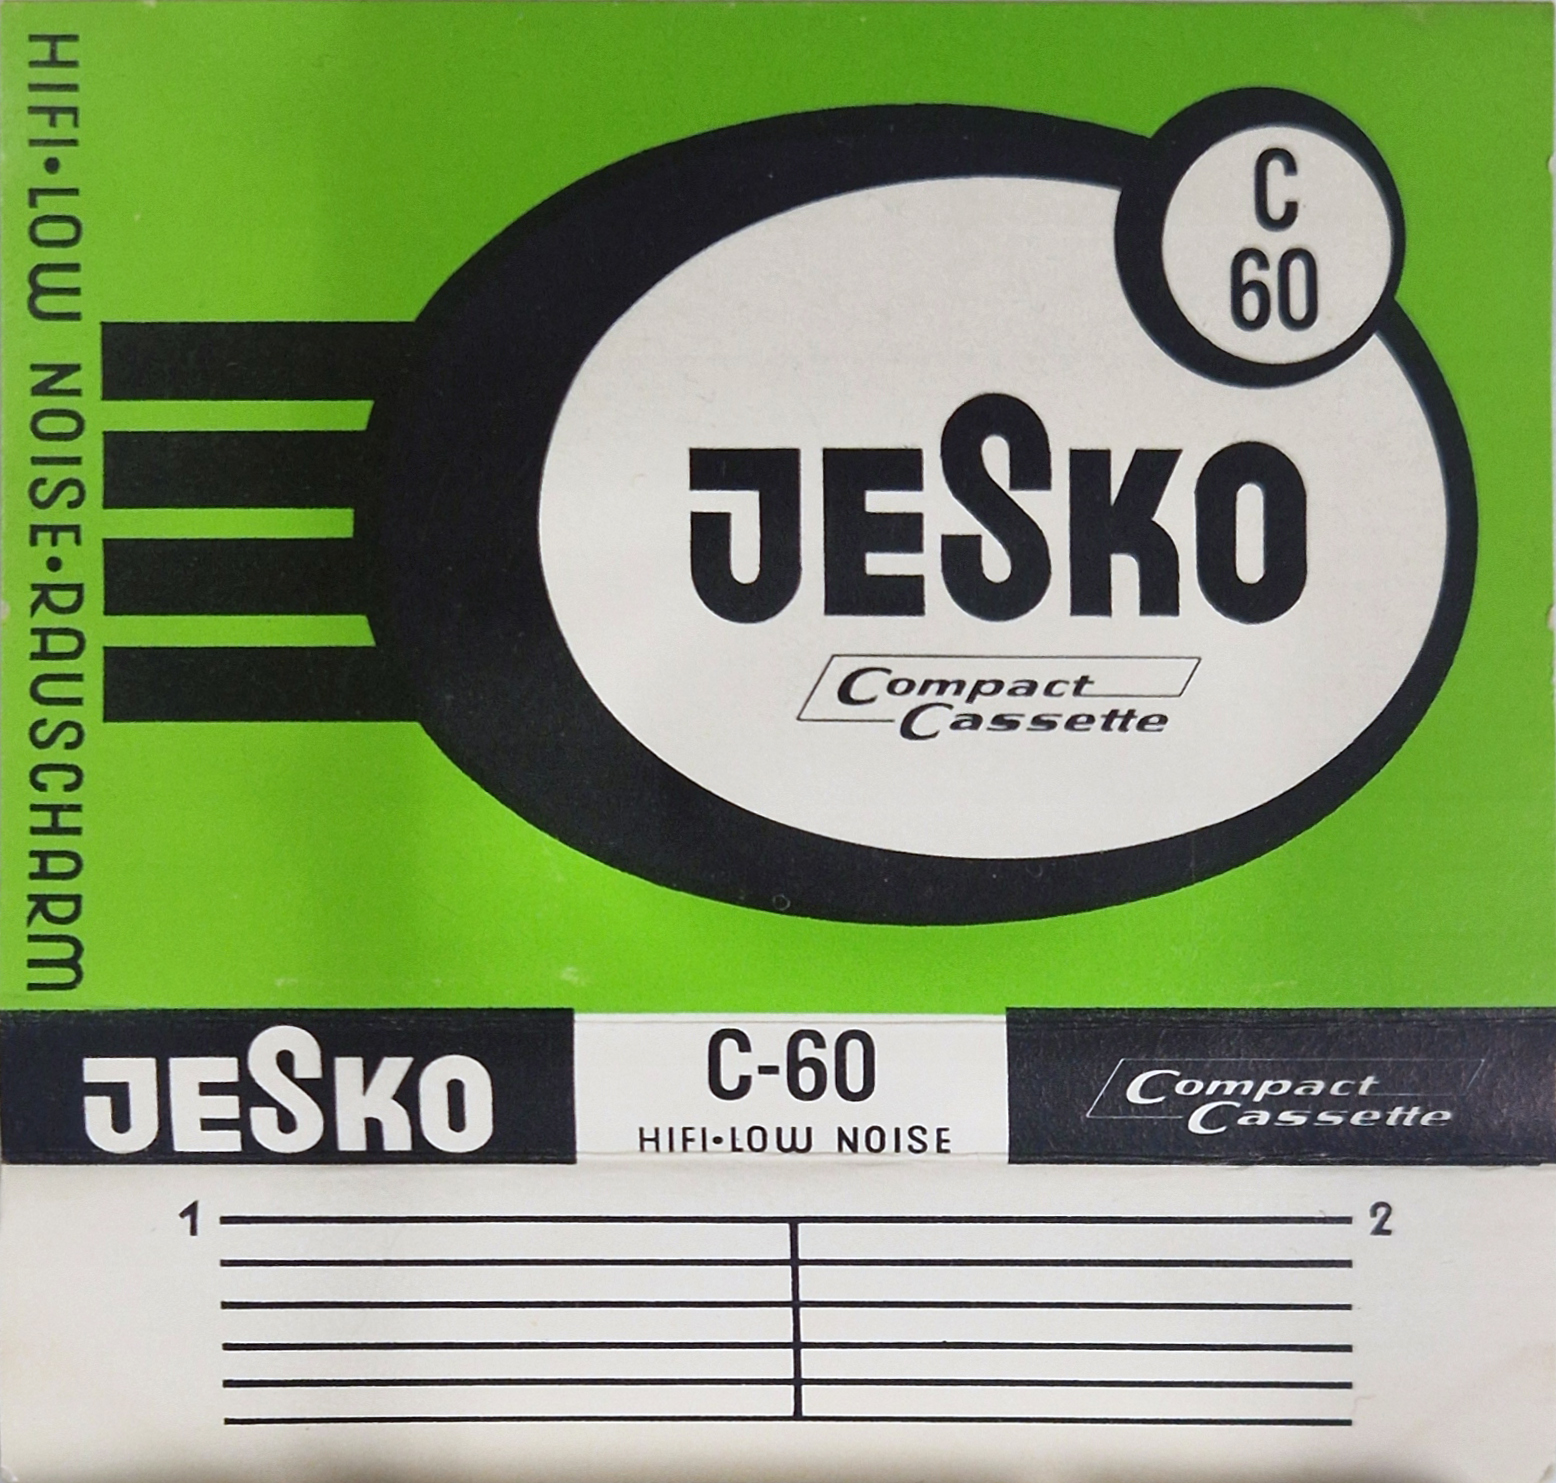 HIFI•LOW NOISE•RAUSCHARM
C
60
JESKO
Compact
Cassette
JESKO
C-60
HIFI•LOW NOISE
Compact
Cassette
1
2